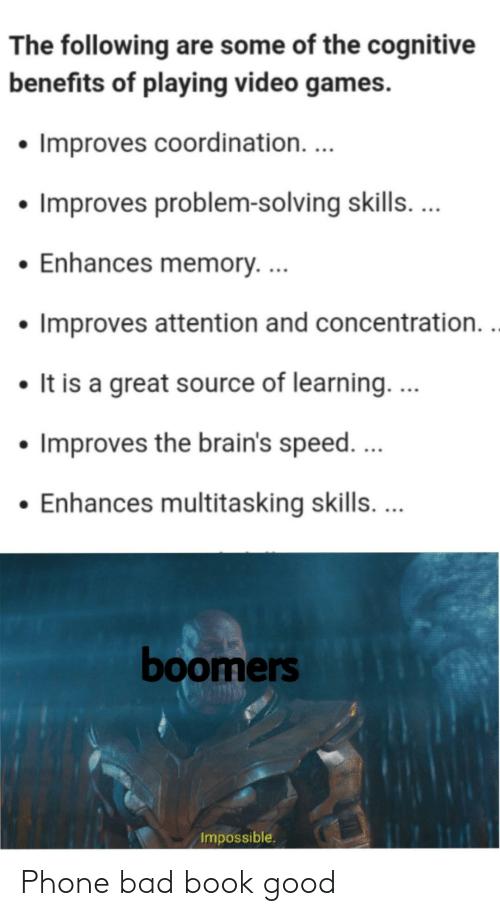 The following are some of the cognitive
benefits of playing video games.
• Improves coordination. ...
• Improves problem-solving skills. ...
• Enhances memory. ...
• Improves attention and concentration. ..
• It is a great source of learning. ...
• Improves the brain's speed. ...
• Enhances multitasking skills. ...
boomers
Impossible.
Phone bad book good